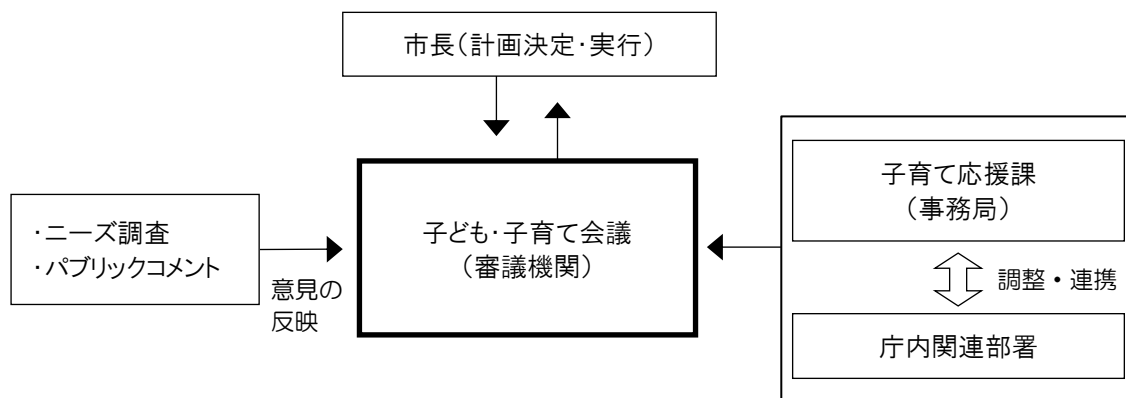 市長（計画決定・実行）
・ニーズ調査
・パブリックコメント
意見の
反映
子ども・子育て会議
（審議機関）
子育て応援課
（事務局）
調整・連携
庁内関連部署